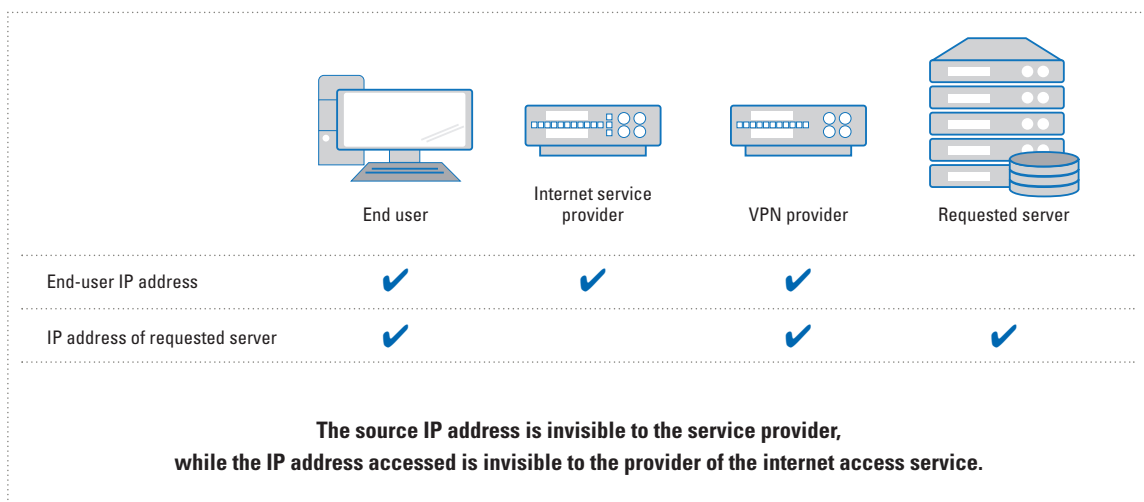 End user
Internet service
provider
VPN provider
Requested server
End-user IP address
IP address of requested server
The source IP address is invisible to the service provider,
while the IP address accessed is invisible to the provider of the internet access service.